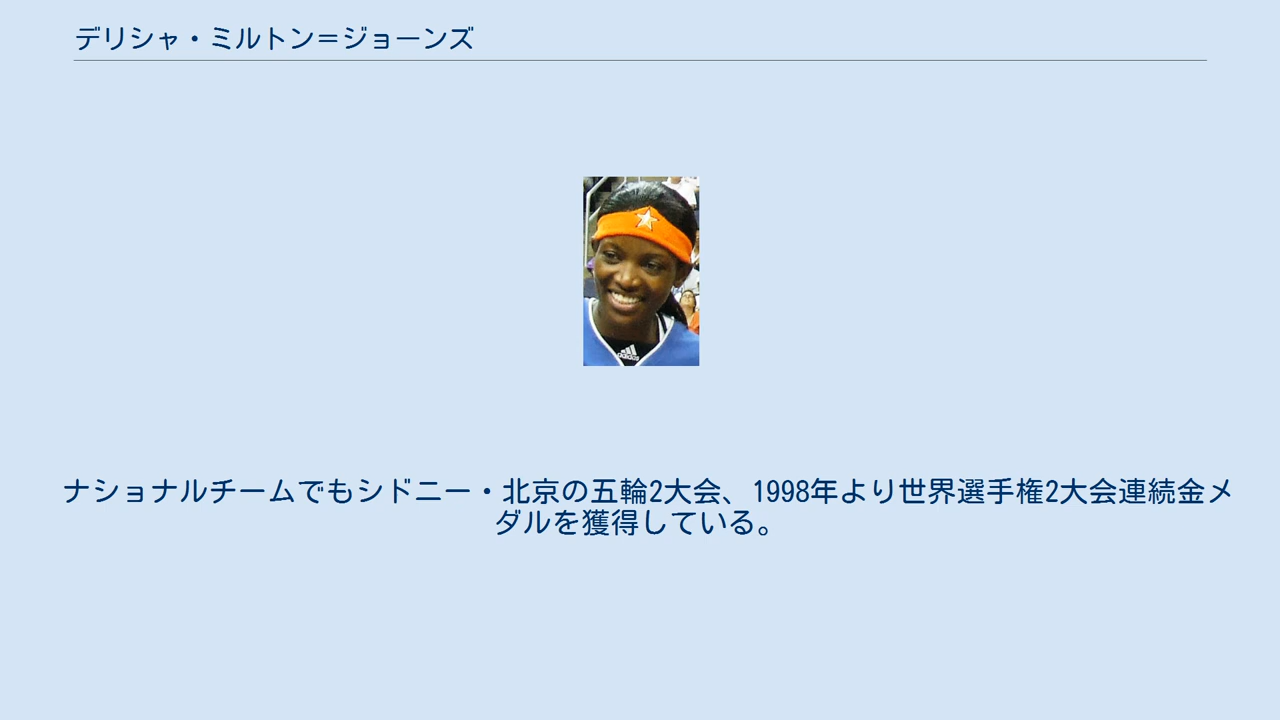 デリシャ・ミルトン＝ジョーンズ
adidas
ナショナルチームでもシドニー・北京の五輪2大会、1998年より世界選手権2大会連続金メ
ダルを獲得している。